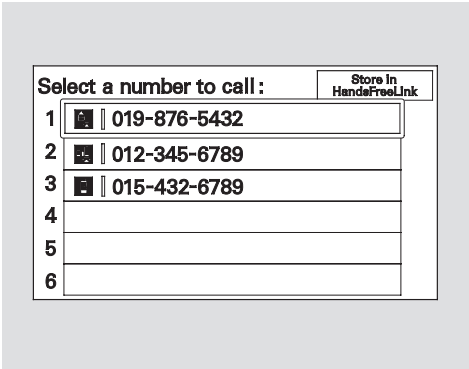 Select a number to call :
Store in
HandsFreeLink
1 019-876-5432
2 012-345-6789
3 015-432-6789
4
5
6